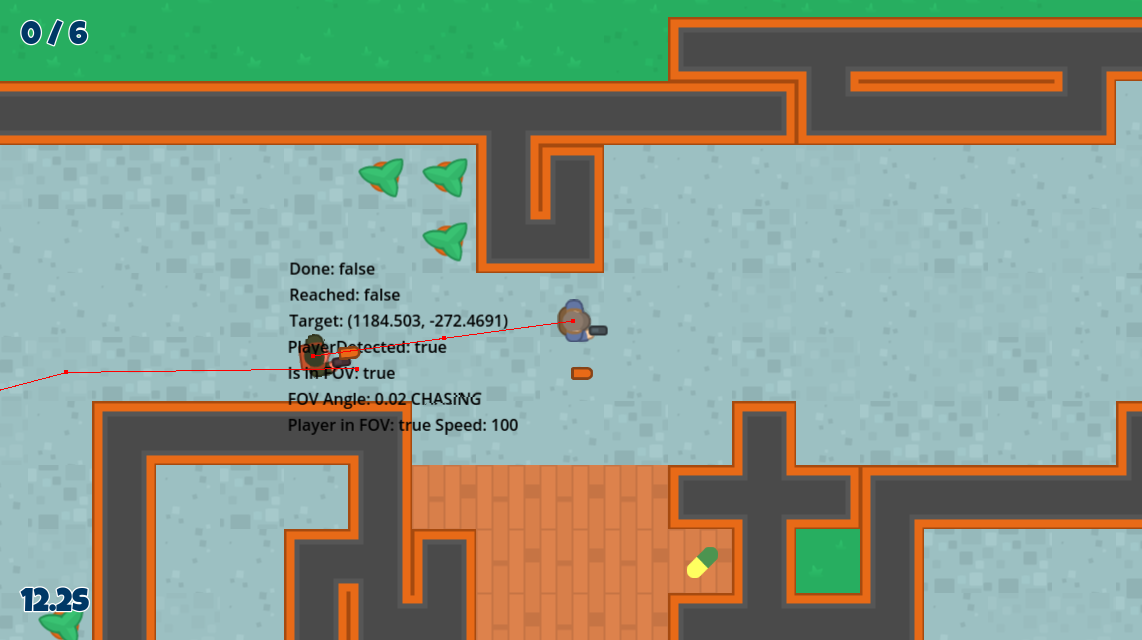 0/6
Done: false
Reached: false
Target: (1184.503, -272.4691)
PlayerDetected: true
Is in FOV: true
FOV Angle: 0.02 CHASING
Player in FOV: true Speed: 100
12.2S